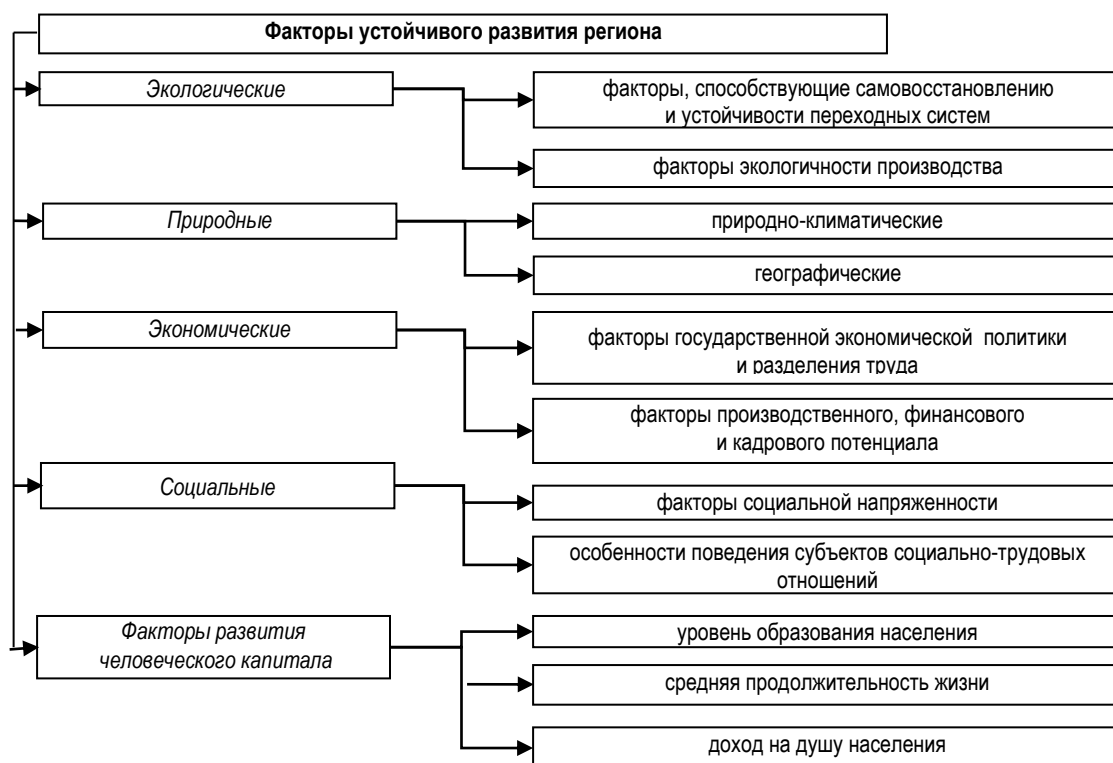 Факторы устойчивого развития региона
Экологические
факторы, способствующие самовосстановлению
и устойчивости переходных систем
факторы экологичности производства
Природные
природно-климатические
географические
Экономические
факторы государственной экономической политики
и разделения труда
факторы производственного, финансового
и кадрового потенциала
Социальные
факторы социальной напряженности
особенности поведения субъектов социально-трудовых
отношений
Факторы развития
человеческого капитала
уровень образования населения
средняя продолжительность жизни
доход на душу населения